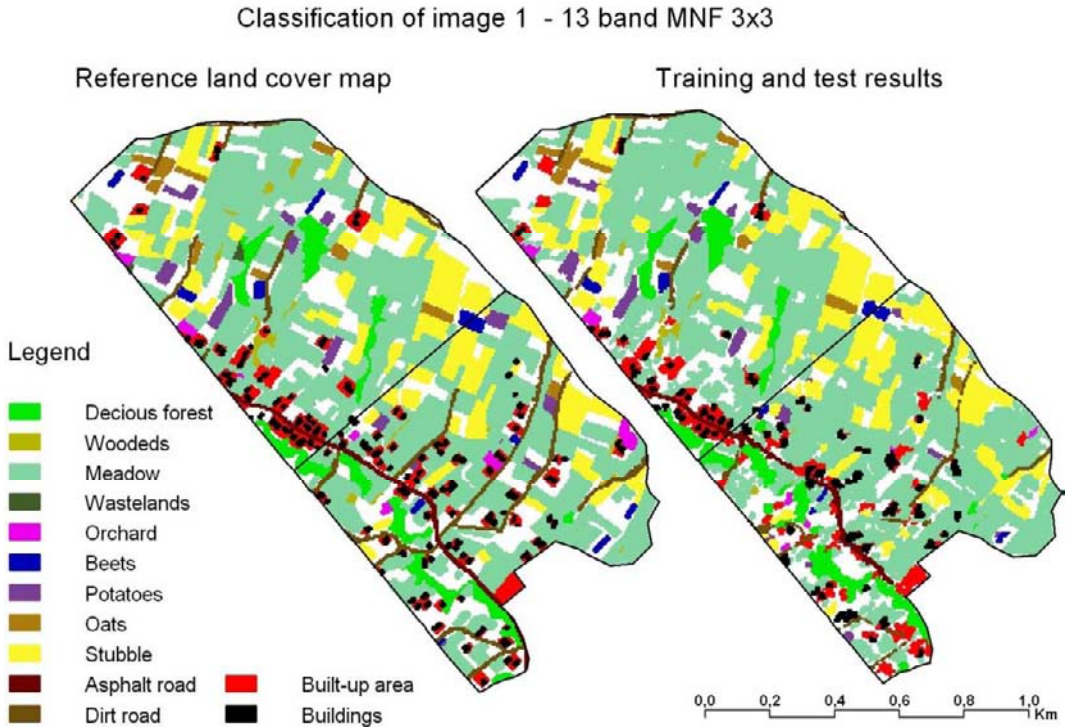 Classification of image 1 - 13 band MNF 3x3
Reference land cover map
Training and test results
Legend
Decious forest
Woodeds
Meadow
Wastelands
Orchard
Beets
Potatoes
Oats
Stubble
Asphalt road
Built-up area
Dirt road
Buildings
0,0 0,2 0,4 0,6 0,8 1,0
Km